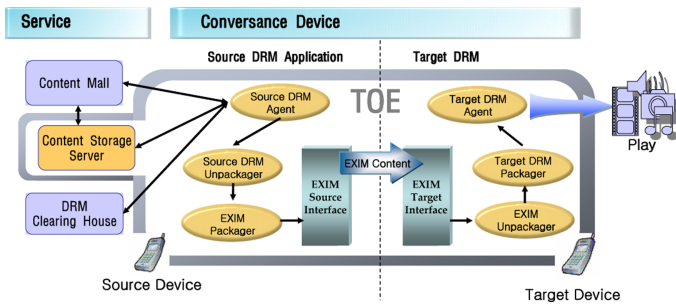 Service
Conversance Device
Source DRM Application
Target DRM
Content Mall
Source DRM
Agent
TOE
Target DRM
Agent
Content Storage
Server
Play
Source DRM
Unpackager
EXIM Content
Target DRM
Packager
EXIM
Source
Interface
EXIM
Target
Interface
DRM
Clearing House
EXIM
Packager
EXIM
Unpackager
Source Device
Target Device